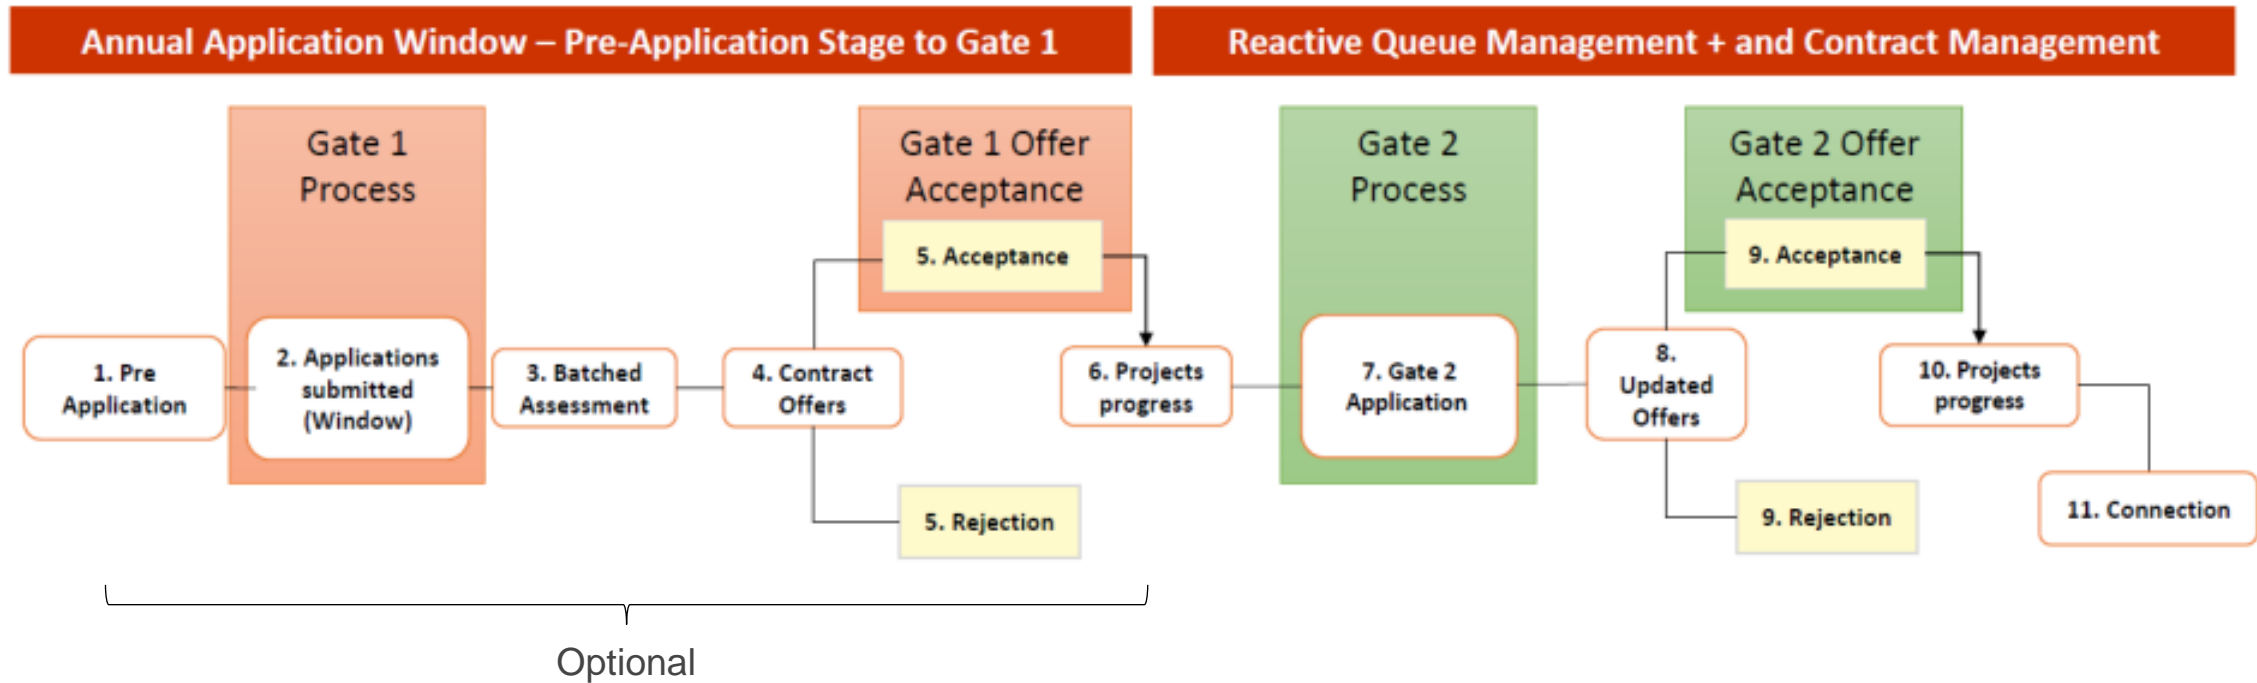 Annual Application Window – Pre-Application Stage to Gate 1
Reactive Queue Management + and Contract Management
Gate 1
Process
Gate 1 Offer
Acceptance
Gate 2
Process
Gate 2 Offer
Acceptance
1. Pre
Application
2. Applications
submitted
(Window)
3. Batched
Assessment
4. Contract
Offers
5. Acceptance
5. Rejection
6. Projects
progress
7. Gate 2
Application
8.
Updated
Offers
9. Acceptance
9. Rejection
10. Projects
progress
11. Connection
Optional